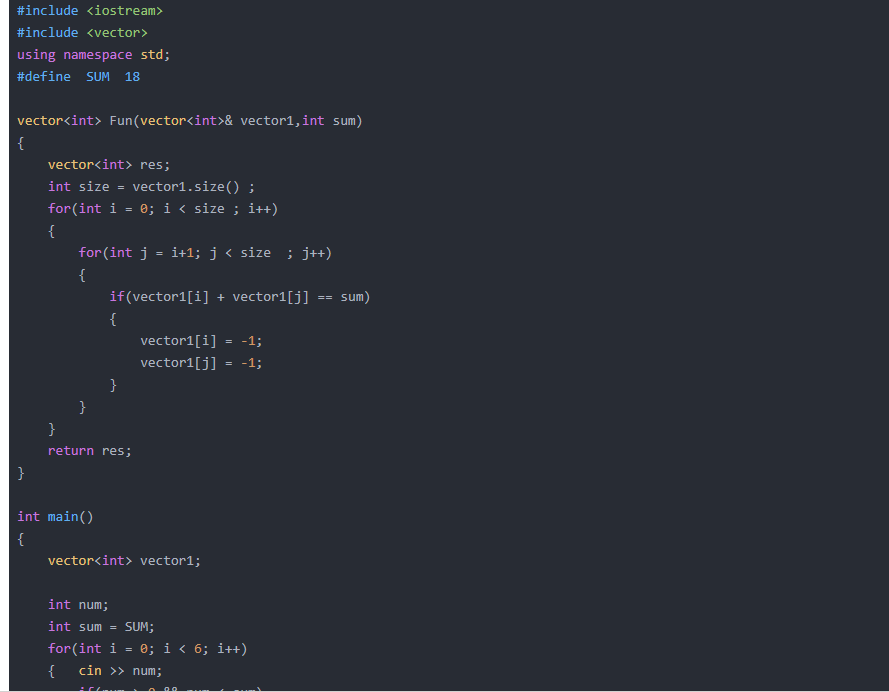 #include <iostream>
#include <vector>
using namespace std;
#define  SUM  18
vector<int> Fun(vector<int>& vector1,int sum)
{
vector<int> res;
int size = vector1.size() ;
for(int i = 0; i < size ; i++)
{
for(int j = i+1; j < size  ; j++)
{
if(vector1[i] + vector1[j] == sum)
{
vector1[i] = -1;
vector1[j] = -1;
}
}
}
return res;
}
int main()
{
vector<int> vector1;
int num;
int sum = SUM;
for(int i = 0; i < 6; i++)
{   cin >> num;